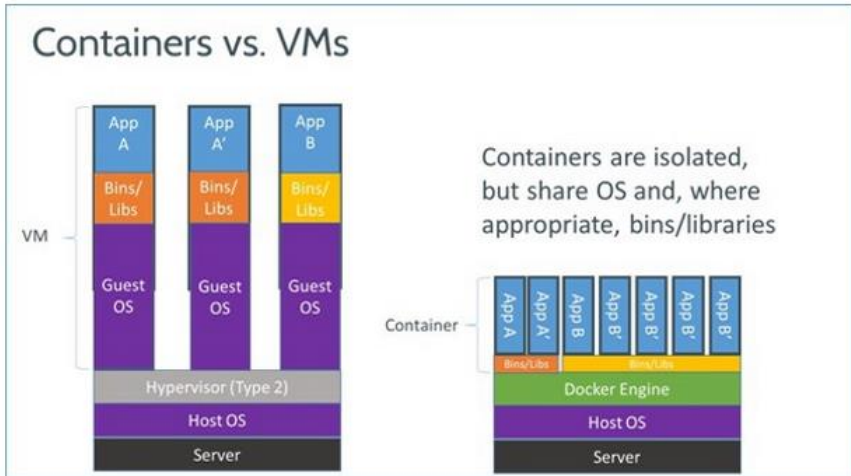 Containers vs. VMs
App
A
App
A'
App
B
Bins/
Libs
Bins/
Libs
Bins/
Libs
VM
Guest
OS
Guest
OS
Guest
OS
Hypervisor (Type 2)
Host OS
Server
Containers are isolated,
but share OS and, where
appropriate, bins/libraries
Container
App A
App A'
App B
App B'
App B'
App B'
App B'
Bins/Libs
Bins/Libs
Docker Engine
Host OS
Server